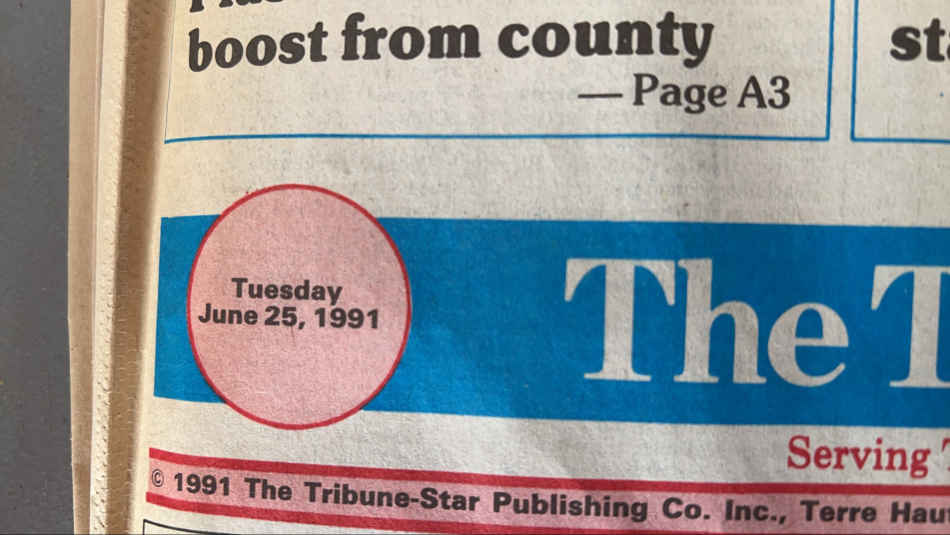 boost from county
— Page A3
Tuesday
June 25, 1991
The
Serving
© 1991 The Tribune-Star Publishing Co. Inc., Terre